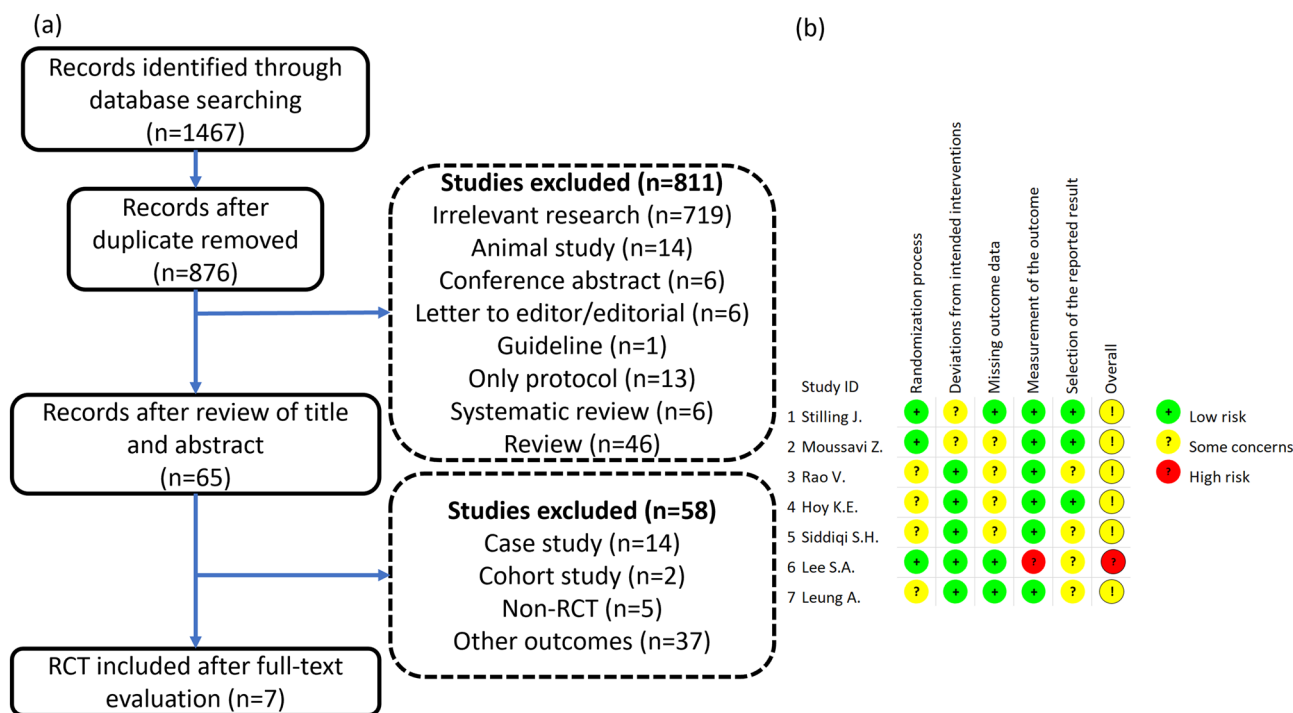 (a)
Records identified through
database searching
(n=1467)
Records after
duplicate removed
(n=876)
Studies excluded (n=811)
Irrelevant research (n=719)
Animal study (n=14)
Conference abstract (n=6)
Letter to editor/editorial (n=6)
Guideline (n=1)
Only protocol (n=13)
Systematic review (n=6)
Review (n=46)
Records after review of title
and abstract
(n=65)
Studies excluded (n=58)
Case study (n=14)
Cohort study (n=2)
Non-RCT (n=5)
Other outcomes (n=37)
RCT included after full-text
evaluation (n=7)
(b)
Randomization process
Deviations from intended interventions
Missing outcome data
Measurement of the outcome
Selection of the reported result
Overall
Study ID
1 Stilling J. + ? + + + !
2 Moussavi Z. + ? ? + + !
3 Rao V. ? + ? + ? !
4 Hoy K.E. ? + ? + + !
5 Siddiqi S.H. ? + ? + ? !
6 Lee S.A. + + + ? ? ?
7 Leung A. ? + + + ? !
+ Low risk
? Some concerns
? High risk